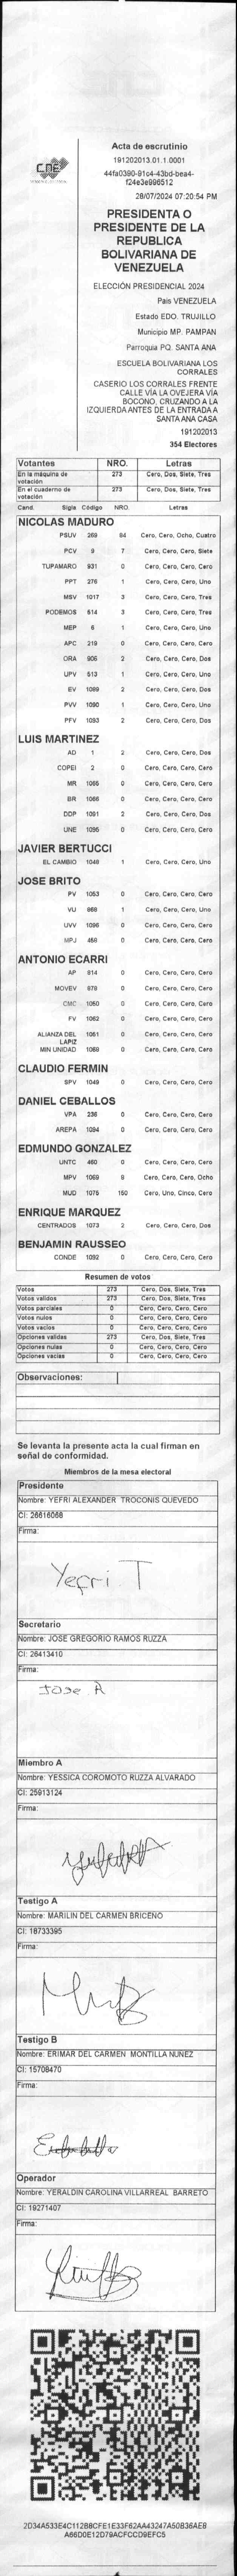 CNE
Acta de escrutinio
191202013.01.1.0001
44fa0390-91c4-43bd-bea4-
f24e3e996512
28/07/2024 07:20:54 PM
PRESIDENTA O
PRESIDENTE DE LA
REPUBLICA
BOLIVARIANA DE
VENEZUELA
ELECCIÓN PRESIDENCIAL 2024
Pais VENEZUELA
Estado EDO. TRUJILLO
Municipio MP. PAMPAN
Parroquia PQ. SANTA ANA
ESCUELA BOLIVARIANA LOS
CORRALES
CASERIO LOS CORRALES FRENTE
CALLE VÍA LA OVEJERA VÍA
BOCONO, CRUZANDO A LA
IZQUIERDA ANTES DE LA ENTRADA A
SANTA ANA CASA
191202013
354 Electores
Votantes NRO. Letras
En la máquina de votación 273 Cero, Dos, Siete, Tres
En el cuaderno de votación 273 Cero, Dos, Siete, Tres
Cand. Sigla Código NRO. Letras
NICOLAS MADURO
PSUV 269 84 Cero, Cero, Ocho, Cuatro
PCV 9 7 Cero, Cero, Cero, Siete
TUPAMARO 931 0 Cero, Cero, Cero, Cero
PPT 276 1 Cero, Cero, Cero, Uno
MSV 1017 3 Cero, Cero, Cero, Tres
PODEMOS 514 3 Cero, Cero, Cero, Tres
MEP 6 1 Cero, Cero, Cero, Uno
APC 219 0 Cero, Cero, Cero, Cero
ORA 906 2 Cero, Cero, Cero, Dos
UPV 513 1 Cero, Cero, Cero, Uno
EV 1089 2 Cero, Cero, Cero, Dos
PVV 1090 1 Cero, Cero, Cero, Uno
PFV 1093 2 Cero, Cero, Cero, Dos
LUIS MARTINEZ
AD 1 2 Cero, Cero, Cero, Dos
COPEI 2 0 Cero, Cero, Cero, Cero
MR 1065 0 Cero, Cero, Cero, Cero
BR 1066 0 Cero, Cero, Cero, Cero
DDP 1091 2 Cero, Cero, Cero, Dos
UNE 1095 0 Cero, Cero, Cero, Cero
JAVIER BERTUCCI
EL CAMBIO 1048 1 Cero, Cero, Cero, Uno
JOSE BRITO
PV 1053 0 Cero, Cero, Cero, Cero
VU 868 1 Cero, Cero, Cero, Uno
UVV 1096 0 Cero, Cero, Cero, Cero
MPJ 458 0 Cero, Cero, Cero, Cero
ANTONIO ECARRI
AP 814 0 Cero, Cero, Cero, Cero
MOVEV 879 0 Cero, Cero, Cero, Cero
CMC 1050 0 Cero, Cero, Cero, Cero
FV 1062 0 Cero, Cero, Cero, Cero
ALIANZA DEL LAPIZ 1051 0 Cero, Cero, Cero, Cero
MIN UNIDAD 1069 0 Cero, Cero, Cero, Cero
CLAUDIO FERMIN
SPV 1049 0 Cero, Cero, Cero, Cero
DANIEL CEBALLOS
VPA 236 0 Cero, Cero, Cero, Cero
AREPA 1094 0 Cero, Cero, Cero, Cero
EDMUNDO GONZALEZ
UNTC 460 0 Cero, Cero, Cero, Cero
MPV 1069 8 Cero, Cero, Cero, Ocho
MUD 1075 150 Cero, Uno, Cinco, Cero
ENRIQUE MARQUEZ
CENTRADOS 1073 2 Cero, Cero, Cero, Dos
BENJAMIN RAUSSEO
CONDE 1092 0 Cero, Cero, Cero, Cero
Resumen de votos
Votos 273 Cero, Dos, Siete, Tres
Votos validos 273 Cero, Dos, Siete, Tres
Votos parciales 0 Cero, Cero, Cero, Cero
Votos nulos 0 Cero, Cero, Cero, Cero
Votos vacios 0 Cero, Cero, Cero, Cero
Opciones validas 273 Cero, Dos, Siete, Tres
Opciones nulas 0 Cero, Cero, Cero, Cero
Opciones vacias 0 Cero, Cero, Cero, Cero
Observaciones:
Se levanta la presente acta la cual firman en
señal de conformidad.
Miembros de la mesa electoral
Presidente
Nombre: YEFRI ALEXANDER TROCONIS QUEVEDO
CI: 26616068
Firma:
Yefri. T
Secretario
Nombre: JOSE GREGORIO RAMOS RUZZA
CI: 26413410
Firma:
Jose R
Miembro A
Nombre: YESSICA COROMOTO RUZZA ALVARADO
CI: 25913124
Firma:
Testigo A
Nombre: MARILIN DEL CARMEN BRICEÑO
CI: 18733395
Firma:
Testigo B
Nombre: ERIMAR DEL CARMEN MONTILLA NUNEZ
CI: 15708470
Firma:
Operador
Nombre: YERALDIN CAROLINA VILLARREAL BARRETO
CI: 19271407
Firma:
2D34A533E4C112B8CFE1E33F62AA43247A50B36AEB
A66D0E12D79ACFCCD9EFC5